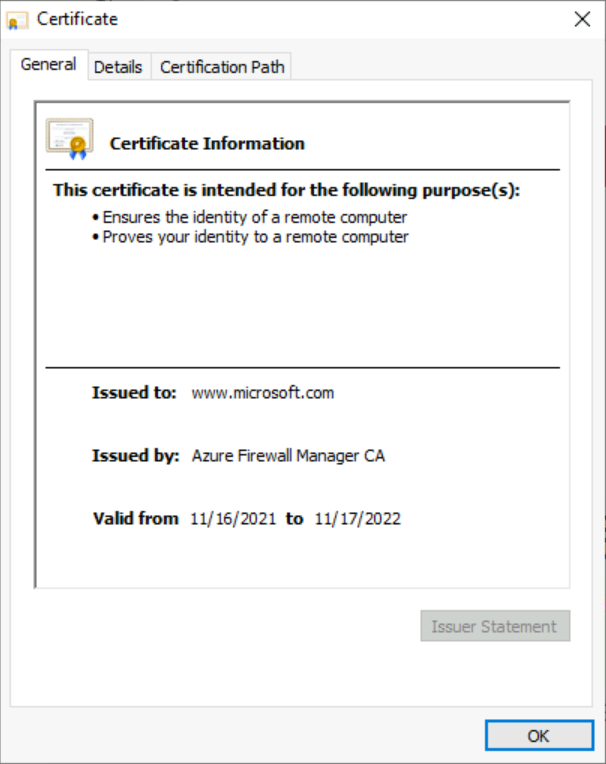 Certificate
General Details Certification Path
Certificate Information
This certificate is intended for the following purpose(s):
• Ensures the identity of a remote computer
• Proves your identity to a remote computer
Issued to: www.microsoft.com
Issued by: Azure Firewall Manager CA
Valid from 11/16/2021 to 11/17/2022
Issuer Statement
OK